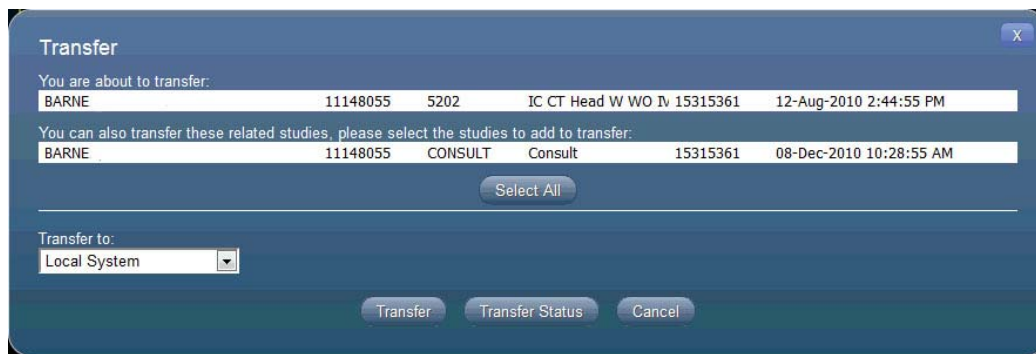 X
Transfer
You are about to transfer:
BARNE 11148055 5202 IC CT Head W WO IV 15315361 12-Aug-2010 2:44:55 PM
You can also transfer these related studies, please select the studies to add to transfer:
BARNE 11148055 CONSULT Consult 15315361 08-Dec-2010 10:28:55 AM
Select All
Transfer to:
Local System
Transfer Transfer Status Cancel